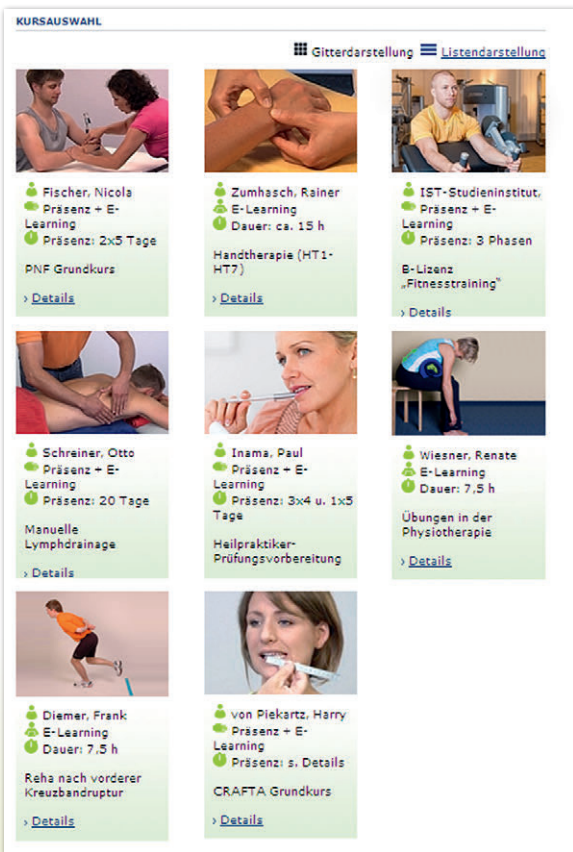 KURSAUSWAHL
Gitterdarstellung Listendarstellung
Fischer, Nicola
Präsenz + E-
Learning
Präsenz: 2x5 Tage
PNF Grundkurs
› Details
Zumhasch, Rainer
E-Learning
Dauer: ca. 15 h
Handtherapie (HT1-
HT7)
› Details
IST-Studieninstitut,
Präsenz + E-
Learning
Präsenz: 3 Phasen
B-Lizenz
„Fitnesstraining"
› Details
Schreiner, Otto
Präsenz + E-
Learning
Präsenz: 20 Tage
Manuelle
Lymphdrainage
› Details
Inama, Paul
Präsenz + E-
Learning
Präsenz: 3x4 u. 1x5
Tage
Heilpraktiker-
Prüfungsvorbereitung
Wiesner, Renate
E-Learning
Dauer: 7,5 h
Übungen in der
Physiotherapie
› Details
Diemer, Frank
E-Learning
Dauer: 7,5 h
Reha nach vorderer
Kreuzbandruptur
› Details
von Piekartz, Harry
Präsenz + E-
Learning
Präsenz: s. Details
CRAFTA Grundkurs
› Details